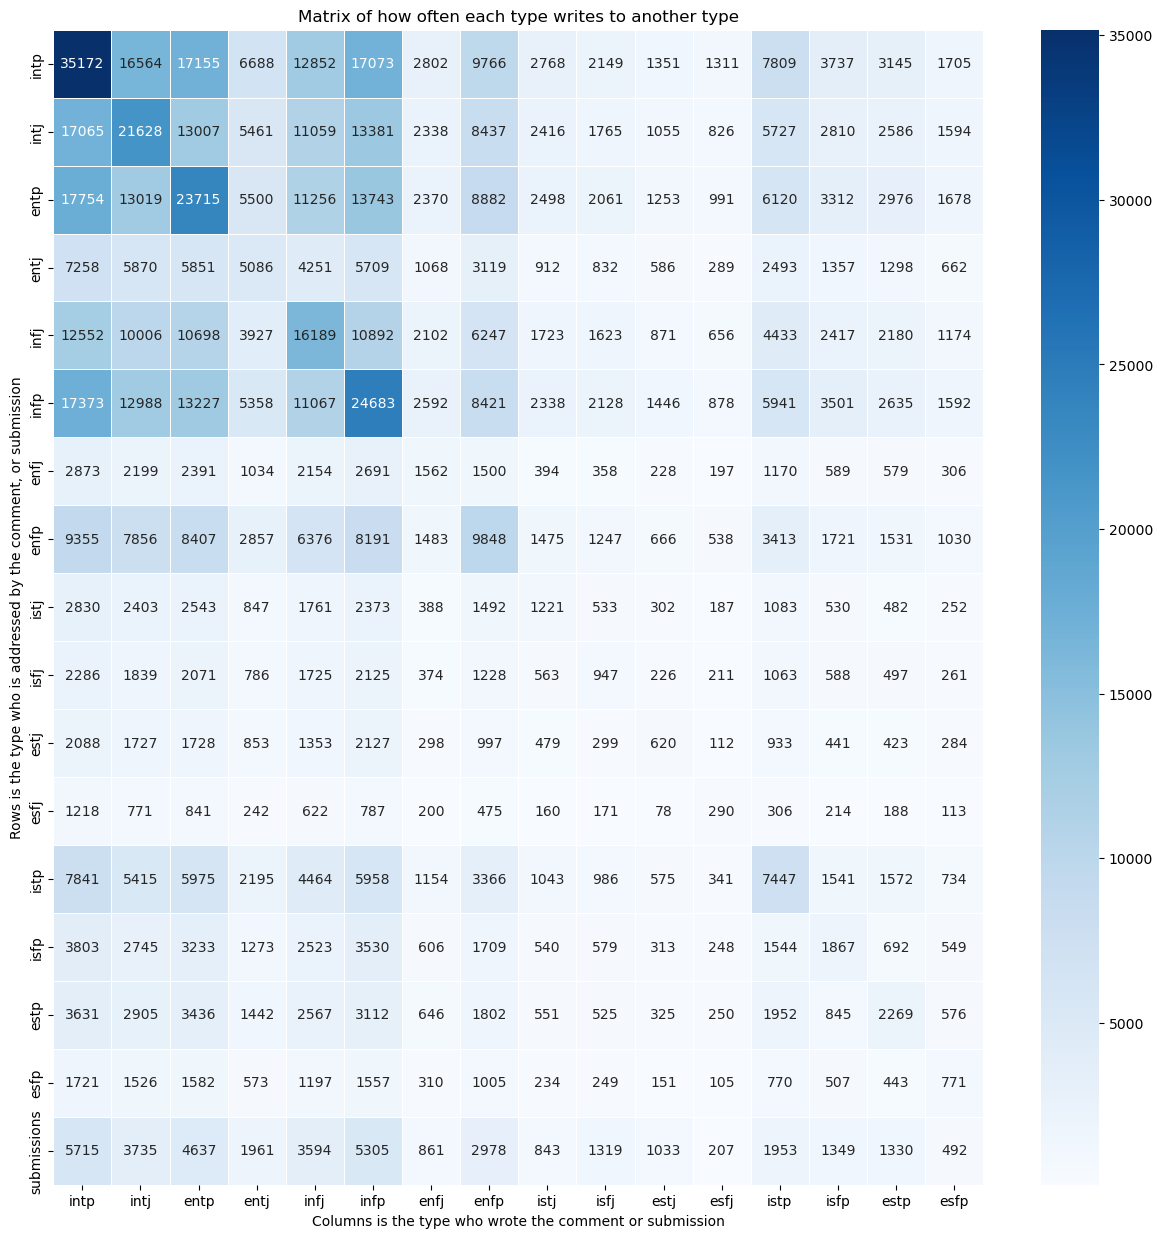 Matrix of how often each type writes to another type
Rows is the type who is addressed by the comment, or submission
intp 35172 16564 17155 6688 12852 17073 2802 9766 2768 2149 1351 1311 7809 3737 3145 1705
intj 17065 21628 13007 5461 11059 13381 2338 8437 2416 1765 1055 826 5727 2810 2586 1594
entp 17754 13019 23715 5500 11256 13743 2370 8882 2498 2061 1253 991 6120 3312 2976 1678
entj 7258 5870 5851 5086 4251 5709 1068 3119 912 832 586 289 2493 1357 1298 662
infj 12552 10006 10698 3927 16189 10892 2102 6247 1723 1623 871 656 4433 2417 2180 1174
infp 17373 12988 13227 5358 11067 24683 2592 8421 2338 2128 1446 878 5941 3501 2635 1592
enfj 2873 2199 2391 1034 2154 2691 1562 1500 394 358 228 197 1170 589 579 306
enfp 9355 7856 8407 2857 6376 8191 1483 9848 1475 1247 666 538 3413 1721 1531 1030
istj 2830 2403 2543 847 1761 2373 388 1492 1221 533 302 187 1083 530 482 252
isfj 2286 1839 2071 786 1725 2125 374 1228 563 947 226 211 1063 588 497 261
estj 2088 1727 1728 853 1353 2127 298 997 479 299 620 112 933 441 423 284
esfj 1218 771 841 242 622 787 200 475 160 171 78 290 306 214 188 113
istp 7841 5415 5975 2195 4464 5958 1154 3366 1043 986 575 341 7447 1541 1572 734
isfp 3803 2745 3233 1273 2523 3530 606 1709 540 579 313 248 1544 1867 692 549
estp 3631 2905 3436 1442 2567 3112 646 1802 551 525 325 250 1952 845 2269 576
esfp 1721 1526 1582 573 1197 1557 310 1005 234 249 151 105 770 507 443 771
submissions 5715 3735 4637 1961 3594 5305 861 2978 843 1319 1033 207 1953 1349 1330 492
intp intj entp entj infj infp enfj enfp istj isfj estj esfj istp isfp estp esfp
Columns is the type who wrote the comment or submission
35000
30000
25000
20000
15000
10000
5000